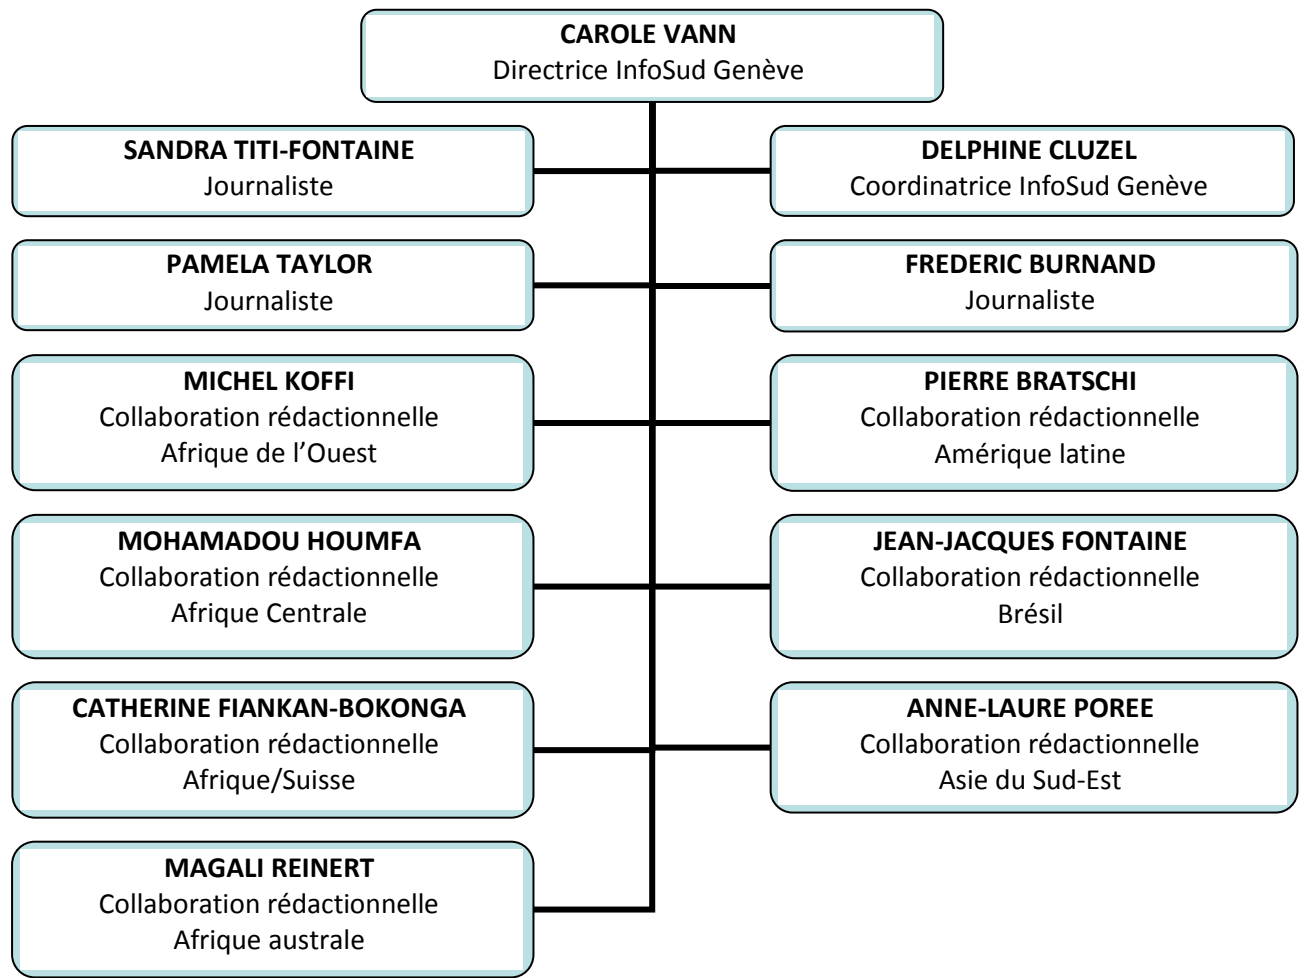 CAROLE VANN
Directrice InfoSud Genève
SANDRA TITI-FONTAINE
Journaliste
DELPHINE CLUZEL
Coordinatrice InfoSud Genève
PAMELA TAYLOR
Journaliste
FREDERIC BURNAND
Journaliste
MICHEL KOFFI
Collaboration rédactionnelle
Afrique de l’Ouest
PIERRE BRATSCHI
Collaboration rédactionnelle
Amérique latine
MOHAMADOU HOUMFA
Collaboration rédactionnelle
Afrique Centrale
JEAN-JACQUES FONTAINE
Collaboration rédactionnelle
Brésil
CATHERINE FIANKAN-BOKONGA
Collaboration rédactionnelle
Afrique/Suisse
ANNE-LAURE POREE
Collaboration rédactionnelle
Asie du Sud-Est
MAGALI REINERT
Collaboration rédactionnelle
Afrique australe